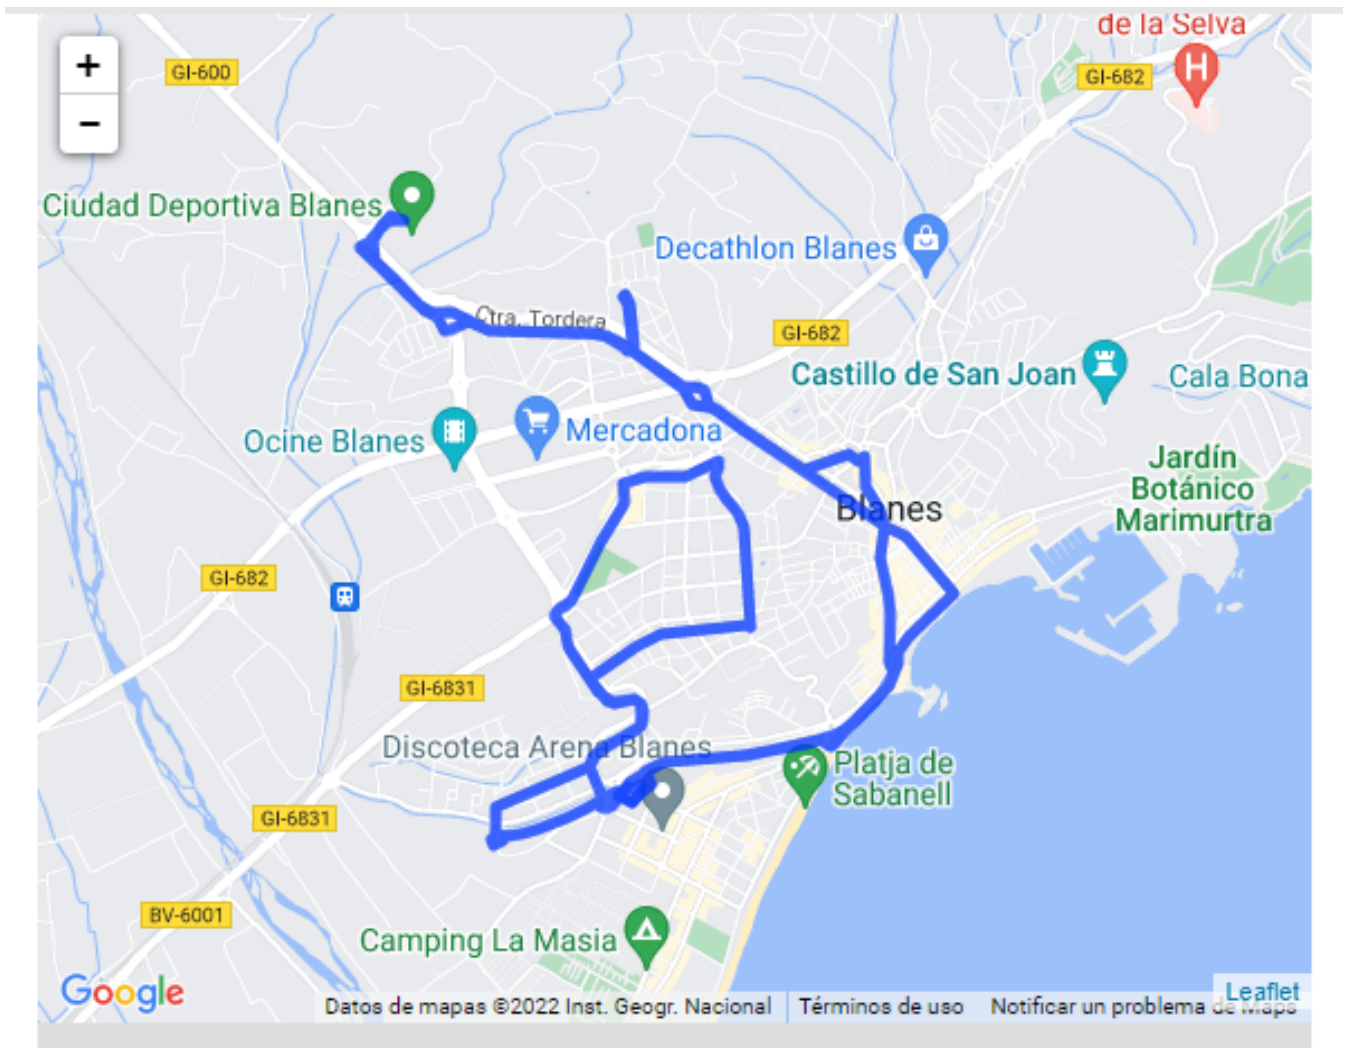 de la Selva
+
GI-600
GI-682
H
−
Ciudad Deportiva Blanes
Decathlon Blanes
Ctra. Tordera
GI-682
Castillo de San Joan
Cala Bona
Ocine Blanes
Mercadona
Jardín
Botánico
Marimurtra
Blanes
GI-682
GI-6831
Discoteca Arena Blanes
Platja de
Sabanell
GI-6831
BV-6001
Camping La Masia
Google
Leaflet
Datos de mapas ©2022 Inst. Geogr. Nacional
Términos de uso
Notificar un problema de Maps